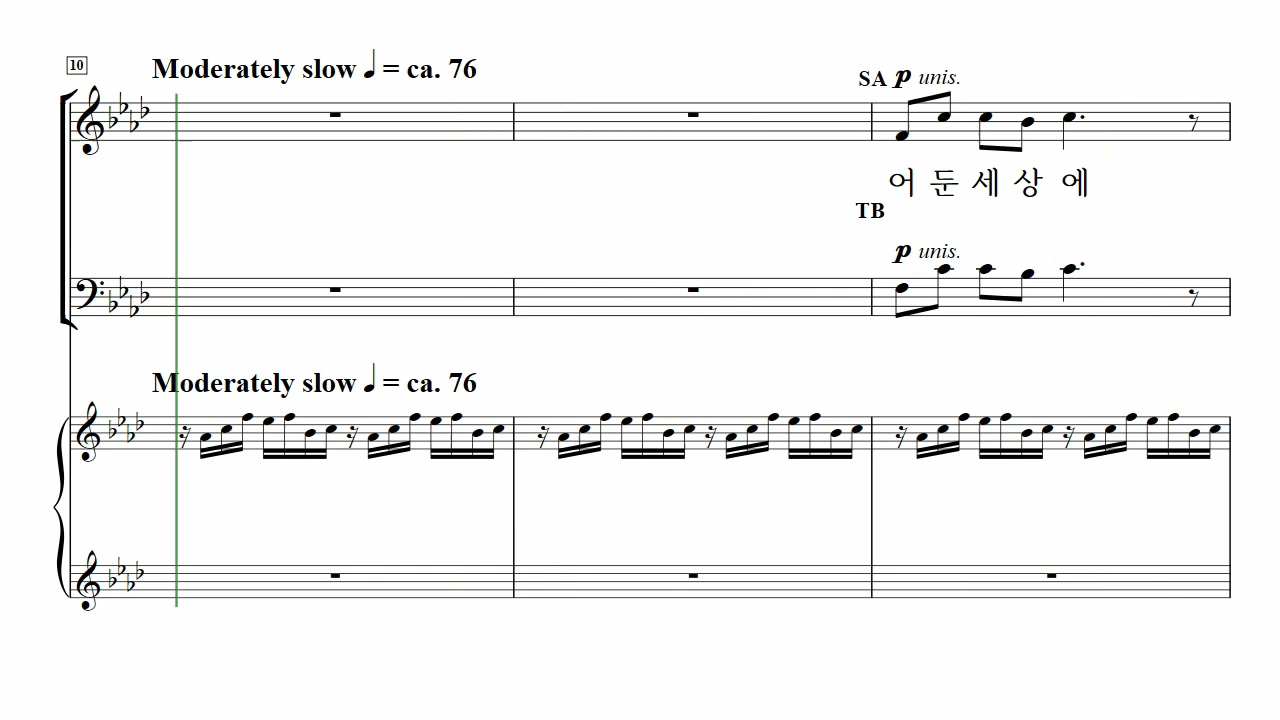 10
Moderately slow ♩ = ca. 76
SA p unis.
어 둔 세 상 에
TB
p unis.
Moderately slow ♩ = ca. 76